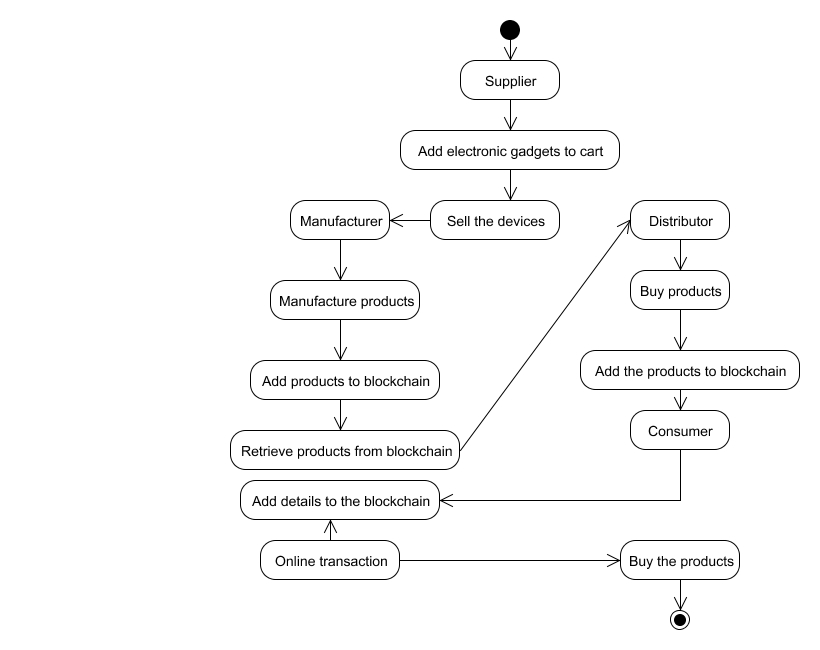 Supplier
Add electronic gadgets to cart
Sell the devices
Manufacturer
Manufacture products
Add products to blockchain
Retrieve products from blockchain
Distributor
Buy products
Add the products to blockchain
Consumer
Add details to the blockchain
Online transaction
Buy the products